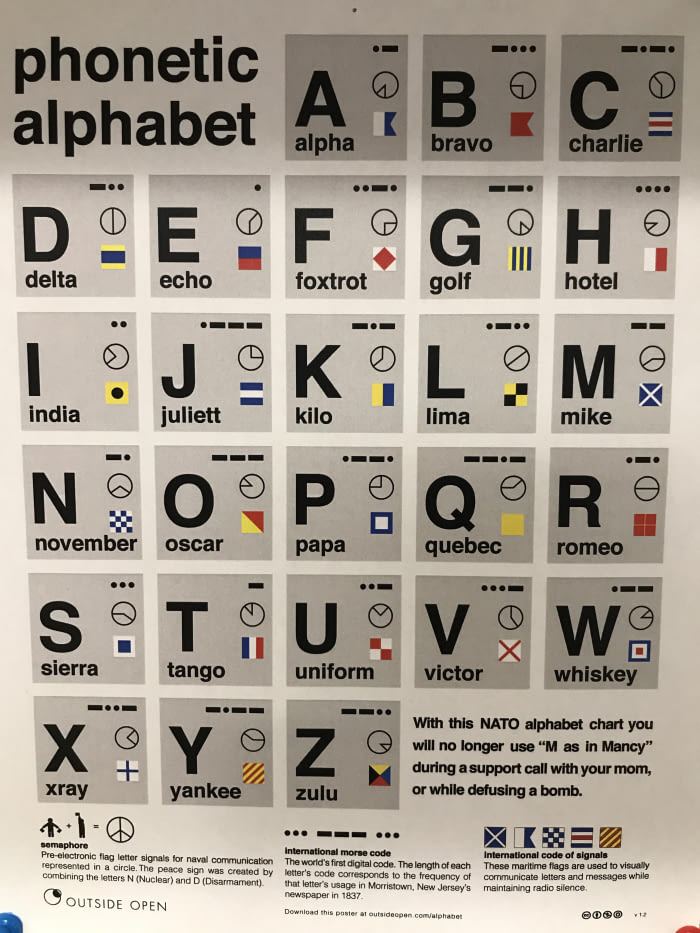 phonetic
alphabet
A
alpha
B
bravo
C
charlie
D
delta
E
echo
F
foxtrot
G
golf
H
hotel
I
india
J
juliett
K
kilo
L
lima
M
mike
N
november
O
oscar
P
papa
Q
quebec
R
romeo
S
sierra
T
tango
U
uniform
V
victor
W
whiskey
X
xray
Y
yankee
Z
zulu
With this NATO alphabet chart you
will no longer use “M as in Mancy”
during a support call with your mom,
or while defusing a bomb.
semaphore
Pre-electronic flag letter signals for naval communication
represented in a circle. The peace sign was created by
combining the letters N (Nuclear) and D (Disarmament).
OUTSIDE OPEN
international morse code
The world's first digital code. The length of each
letter's code corresponds to the frequency of
that letter's usage in Morristown, New Jersey's
newspaper in 1837.
Download this poster at outsideopen.com/alphabet
international code of signals
These maritime flags are used to visually
communicate letters and messages while
maintaining radio silence.
v 1.2